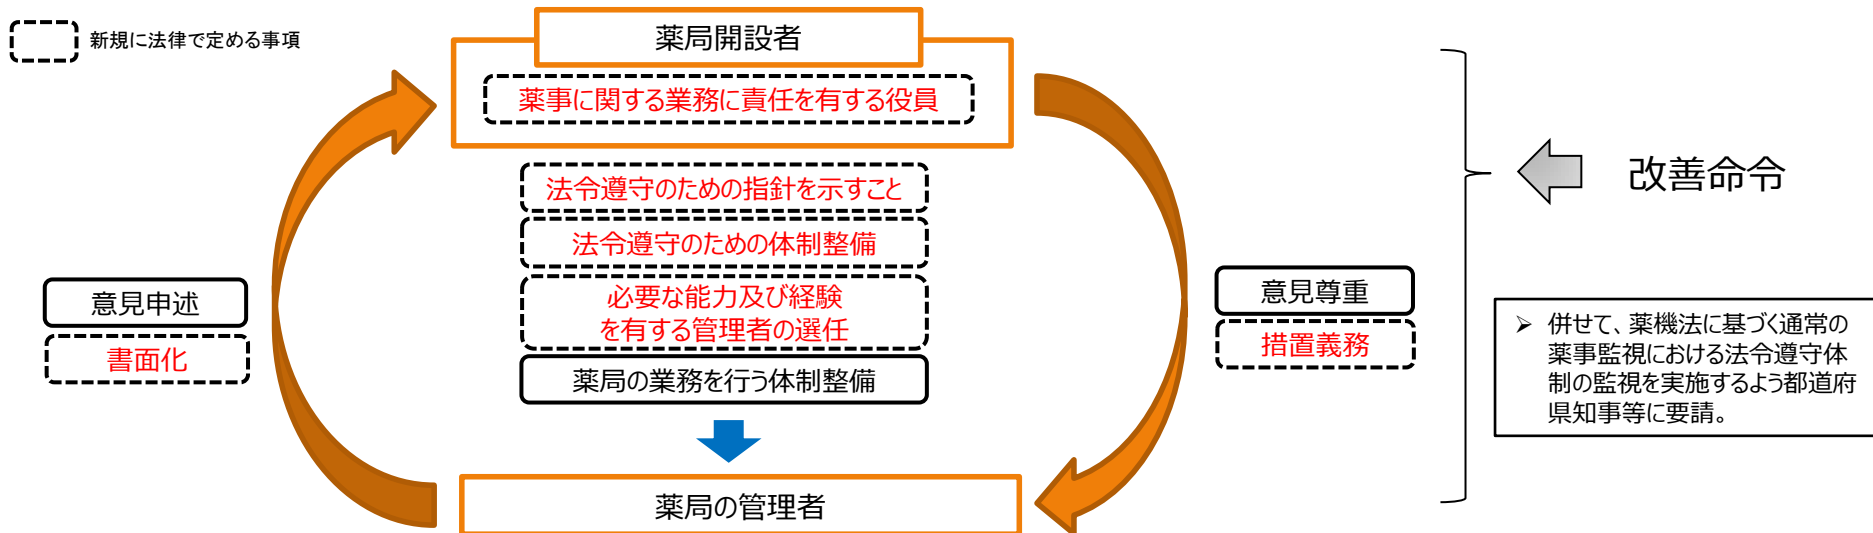 新規に法律で定める事項
薬局開設者
薬事に関する業務に責任を有する役員
法令遵守のための指針を示すこと
法令遵守のための体制整備
必要な能力及び経験
を有する管理者の選任
薬局の業務を行う体制整備
薬局の管理者
意見申述
書面化
意見尊重
措置義務
改善命令
➢ 併せて、薬機法に基づく通常の
薬事監視における法令遵守体
制の監視を実施するよう都道府
県知事等に要請。